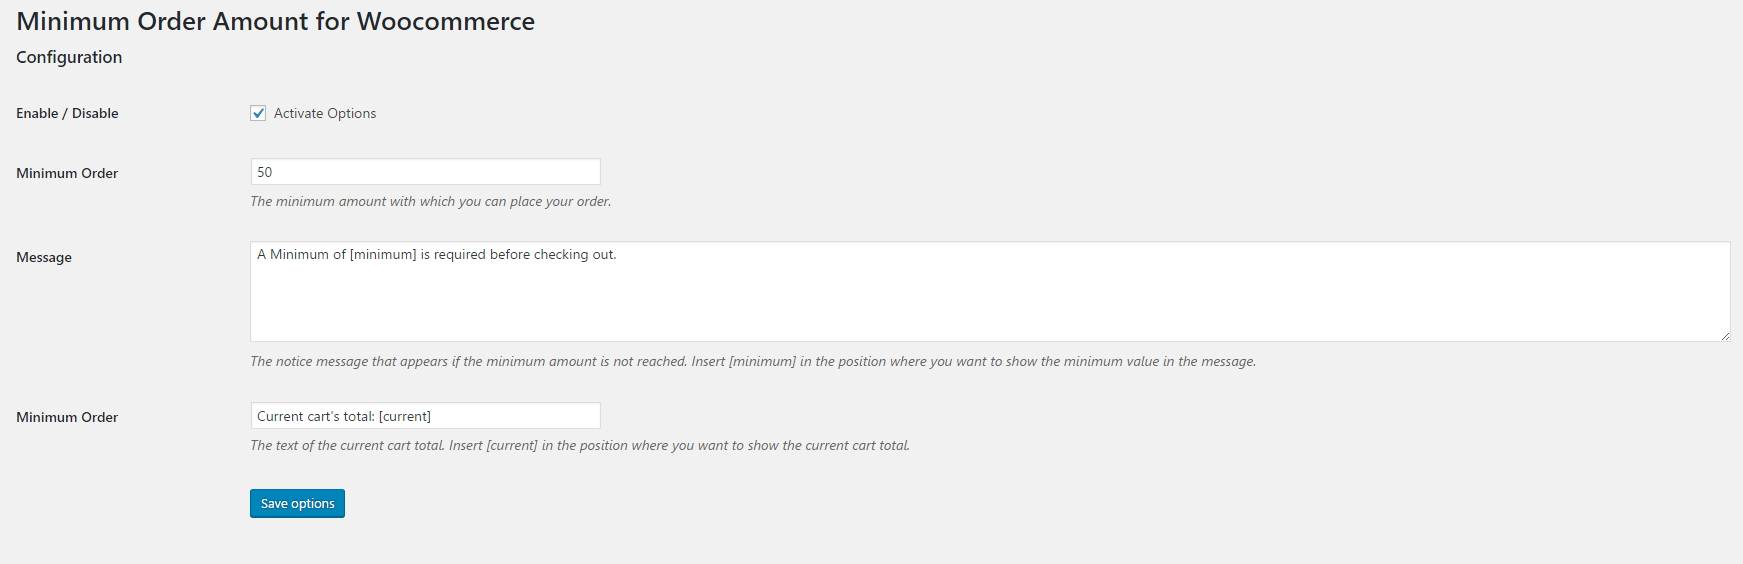 Minimum Order Amount for Woocommerce
Configuration
Enable / Disable
Activate Options
Minimum Order
50
The minimum amount with which you can place your order.
Message
A Minimum of [minimum] is required before checking out.
The notice message that appears if the minimum amount is not reached. Insert [minimum] in the position where you want to show the minimum value in the message.
Minimum Order
Current cart's total: [current]
The text of the current cart total. Insert [current] in the position where you want to show the current cart total.
Save options